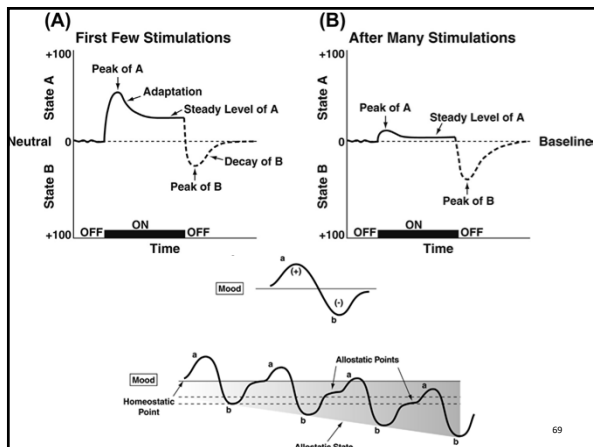 (A)
First Few Stimulations
+100
State A
Peak of A
Adaptation
Steady Level of A
Neutral
0
State B
Decay of B
Peak of B
+100
OFF
ON
OFF
Time
(B)
After Many Stimulations
+100
State A
Peak of A
Steady Level of A
0
Baseline
State B
Peak of B
+100
OFF
ON
OFF
Time
a
(+)
Mood
(-)
b
a
a
Allostatic Points
a
a
Mood
Homeostatic
Point
b
b
b
b
Allostatic State
69